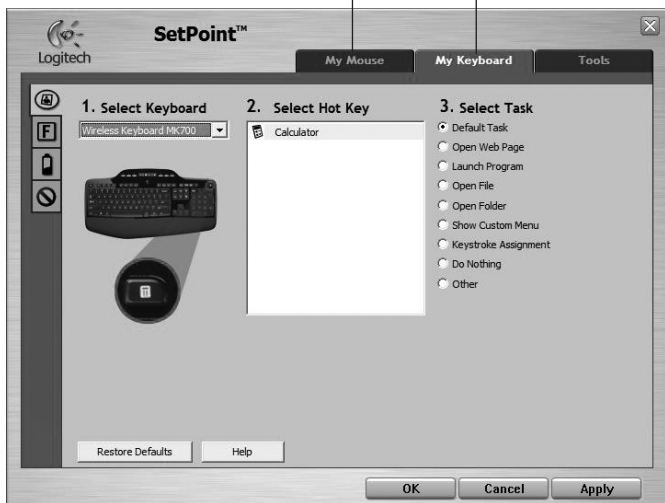 Logitech
SetPoint™
My Mouse
My Keyboard
Tools
1. Select Keyboard
Wireless Keyboard MK700
2. Select Hot Key
Calculator
3. Select Task
Default Task
Open Web Page
Launch Program
Open File
Open Folder
Show Custom Menu
Keystroke Assignment
Do Nothing
Other
F
Restore Defaults
Help
OK
Cancel
Apply